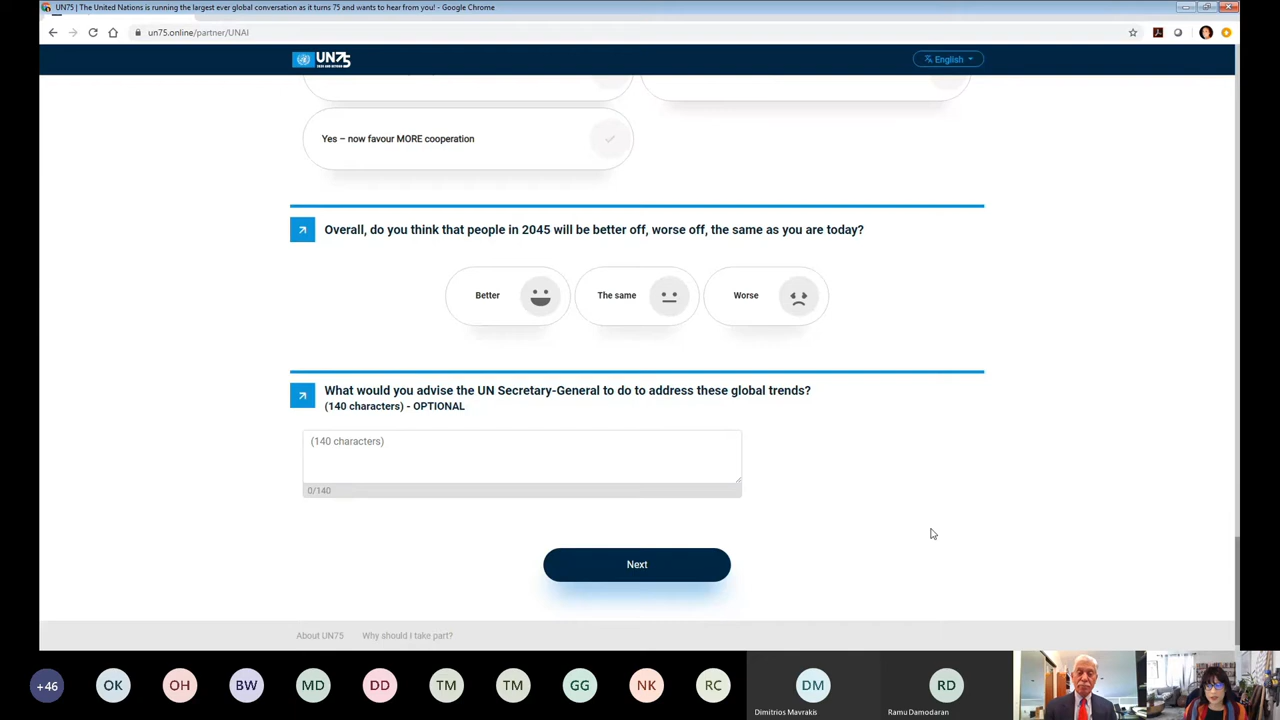 UN75 | The United Nations is running the largest ever global conversation as it turns 75 and wants to hear from you! - Google Chrome
un75.online/partner/UNAI
UN75
English
Yes – now favour MORE cooperation
Overall, do you think that people in 2045 will be better off, worse off, the same as you are today?
Better
The same
Worse
What would you advise the UN Secretary-General to do to address these global trends?
(140 characters) - OPTIONAL
(140 characters)
0/140
Next
About UN75
Why should I take part?
+46
OK
OH
BW
MD
DD
TM
TM
GG
NK
RC
DM
RD
Dimitrios Mavrakis
Ramu Damodaran